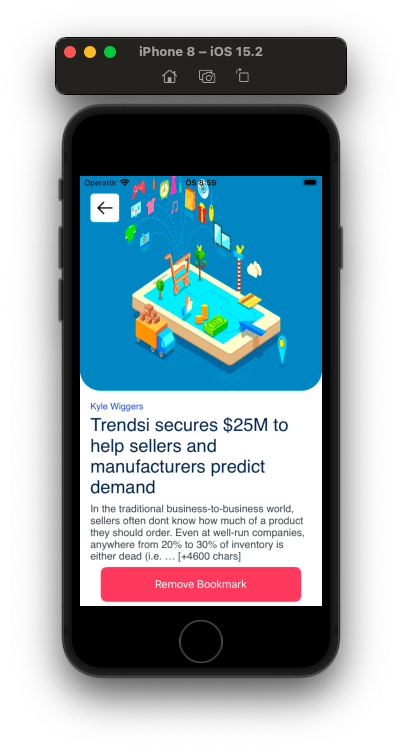 iPhone 8 – iOS 15.2
Operatör
ÖS 8:59
Kyle Wiggers
Trendsi secures $25M to
help sellers and
manufacturers predict
demand
In the traditional business-to-business world,
sellers often dont know how much of a product
they should order. Even at well-run companies,
anywhere from 20% to 30% of inventory is
either dead (i.e. … [+4600 chars]
Remove Bookmark